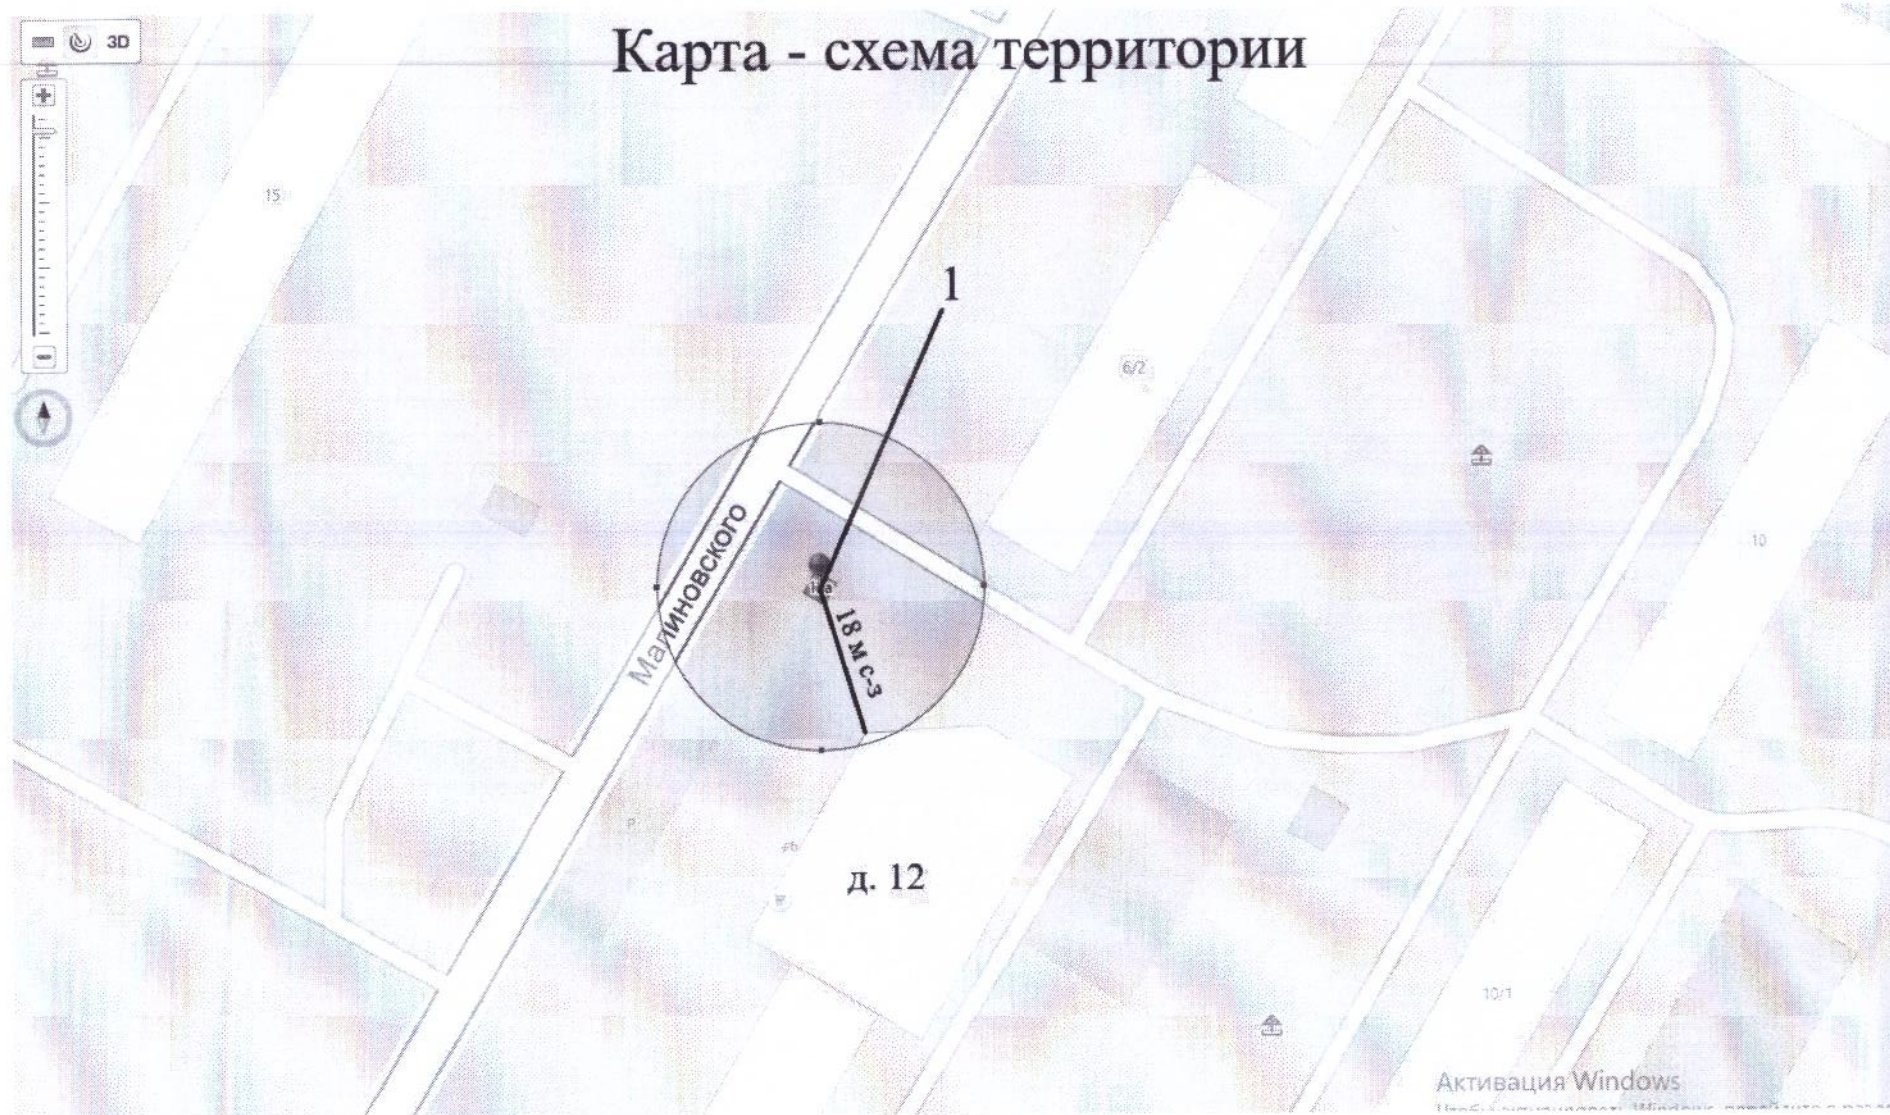 3D
Карта - схема территории
15
1
6/2
Малиновского
10
18 м с-3
P
д. 12
10/1
Активация Windows